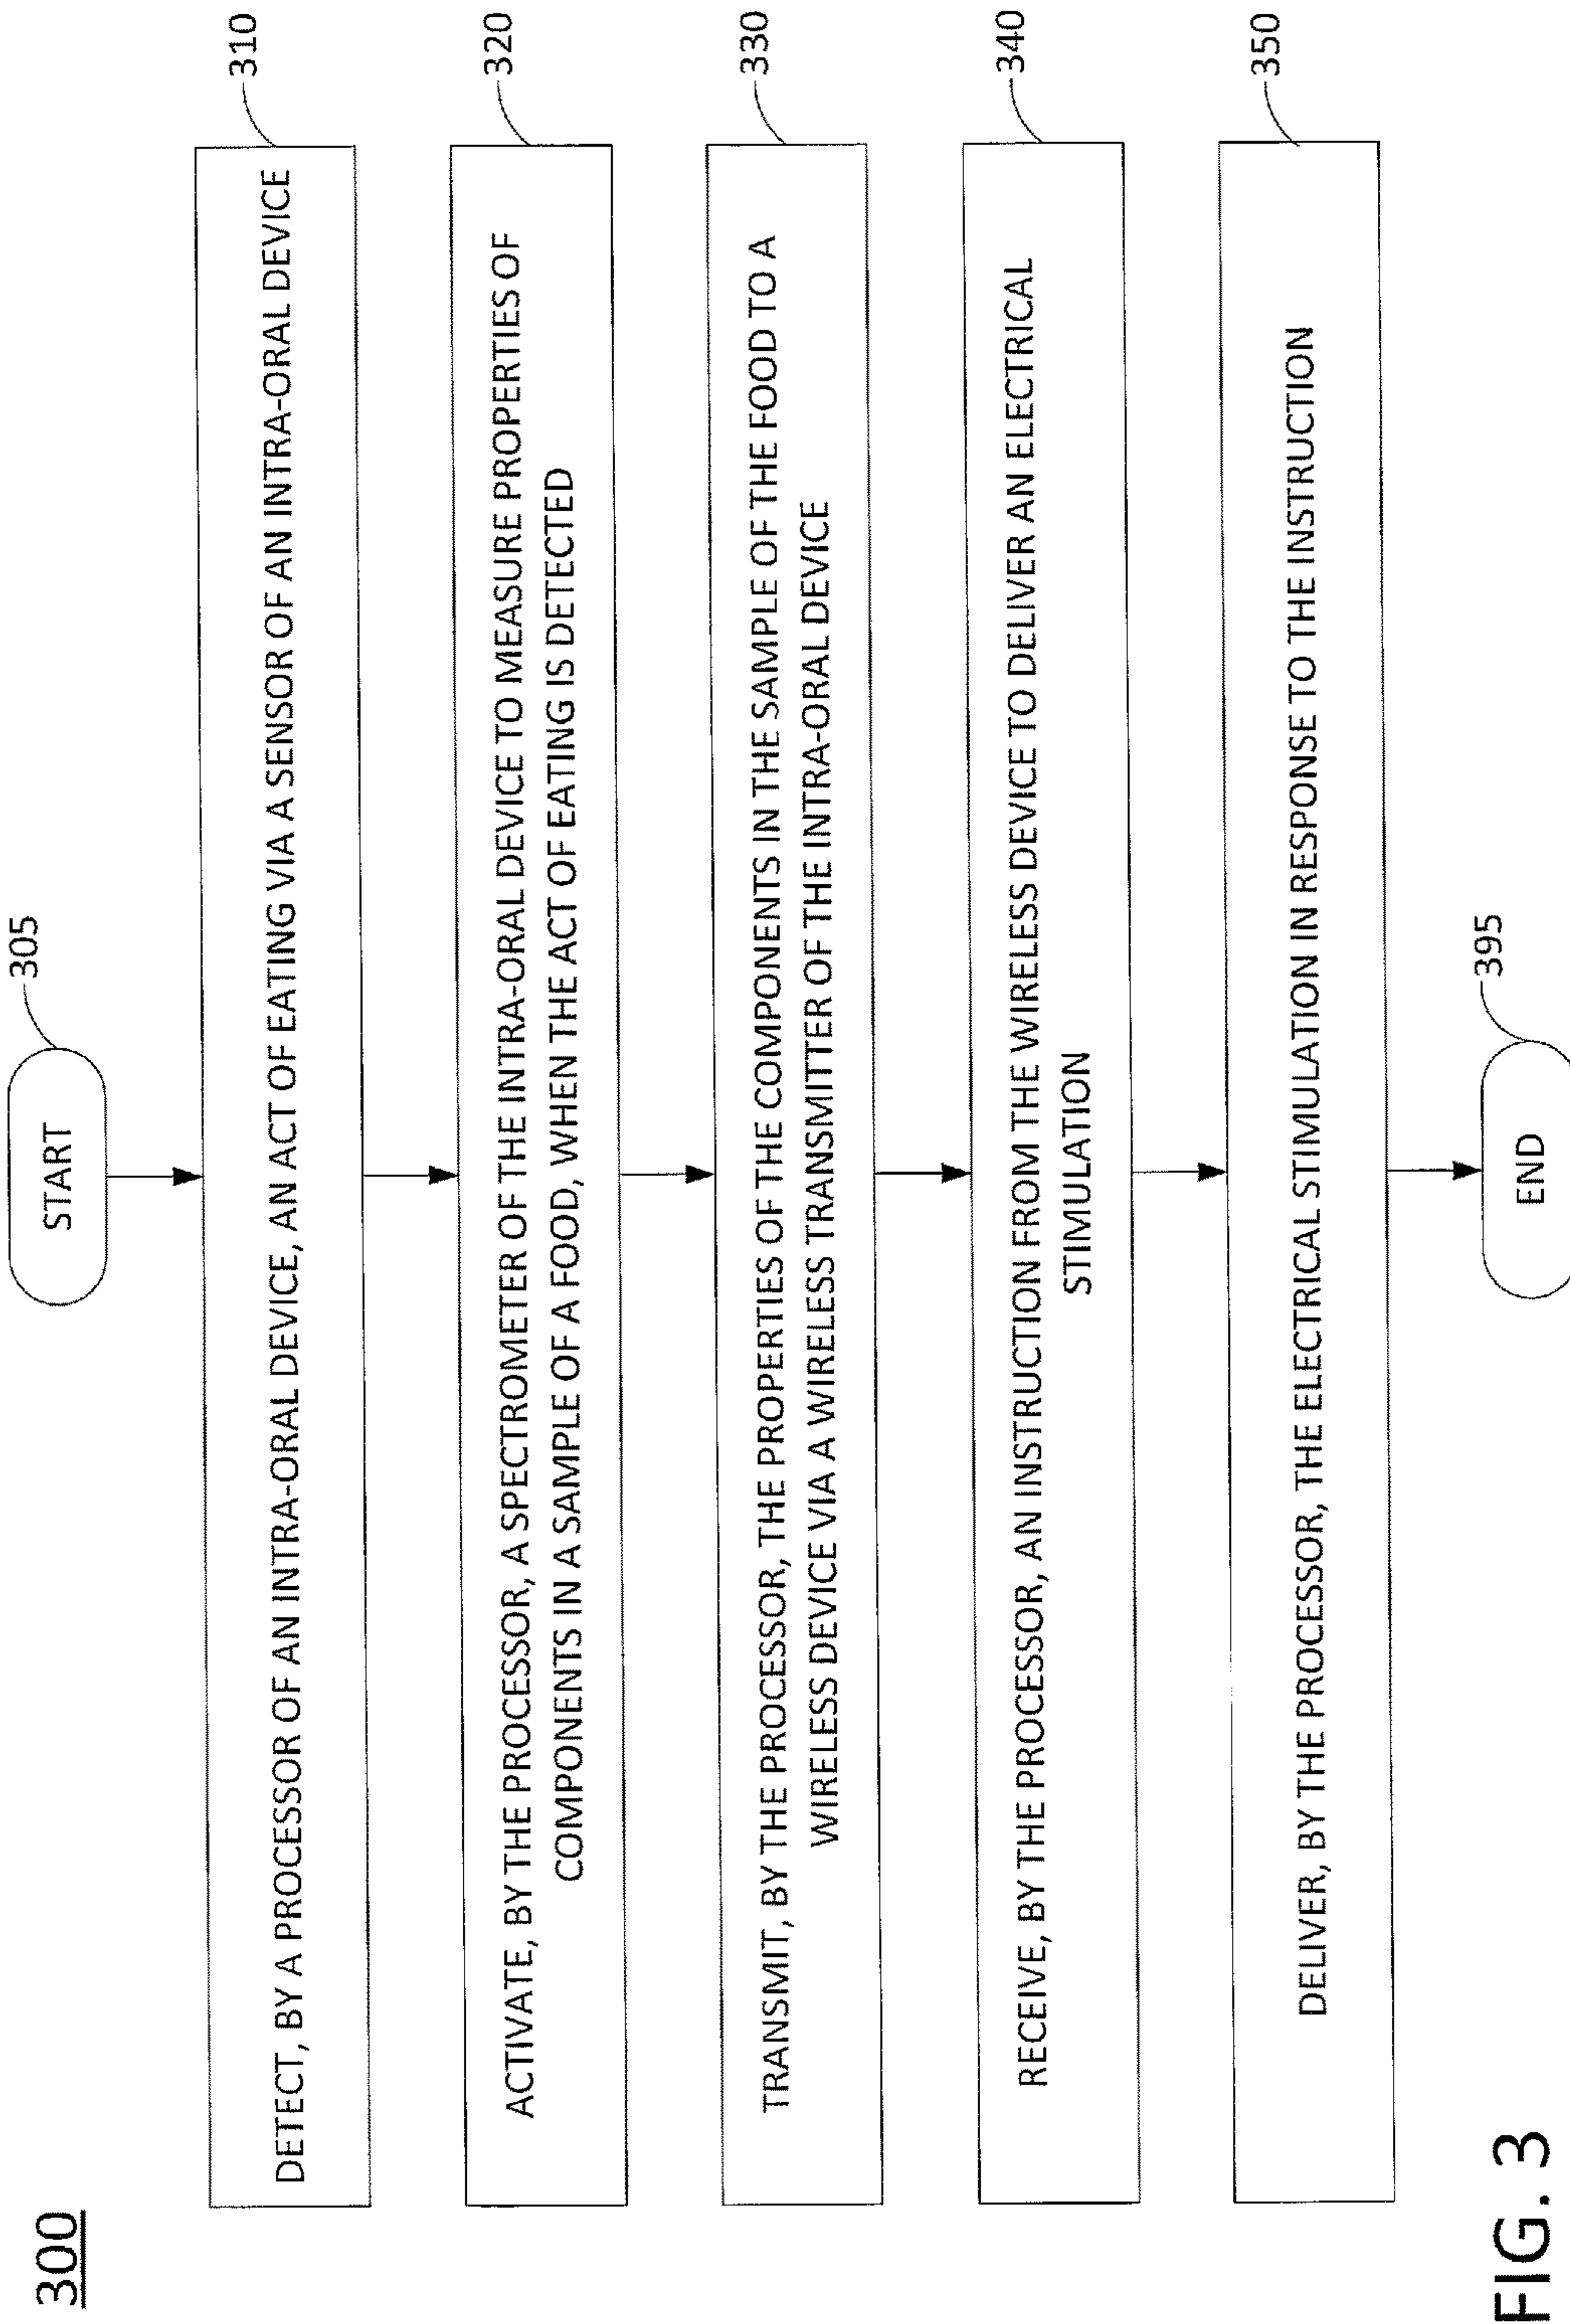 300
START
305
DETECT, BY A PROCESSOR OF AN INTRA-ORAL DEVICE, AN ACT OF EATING VIA A SENSOR OF AN INTRA-ORAL DEVICE
310
ACTIVATE, BY THE PROCESSOR, A SPECTROMETER OF THE INTRA-ORAL DEVICE TO MEASURE PROPERTIES OF
COMPONENTS IN A SAMPLE OF A FOOD, WHEN THE ACT OF EATING IS DETECTED
320
TRANSMIT, BY THE PROCESSOR, THE PROPERTIES OF THE COMPONENTS IN THE SAMPLE OF THE FOOD TO A
WIRELESS DEVICE VIA A WIRELESS TRANSMITTER OF THE INTRA-ORAL DEVICE
330
RECEIVE, BY THE PROCESSOR, AN INSTRUCTION FROM THE WIRELESS DEVICE TO DELIVER AN ELECTRICAL
STIMULATION
340
DELIVER, BY THE PROCESSOR, THE ELECTRICAL STIMULATION IN RESPONSE TO THE INSTRUCTION
350
END
395
FIG. 3